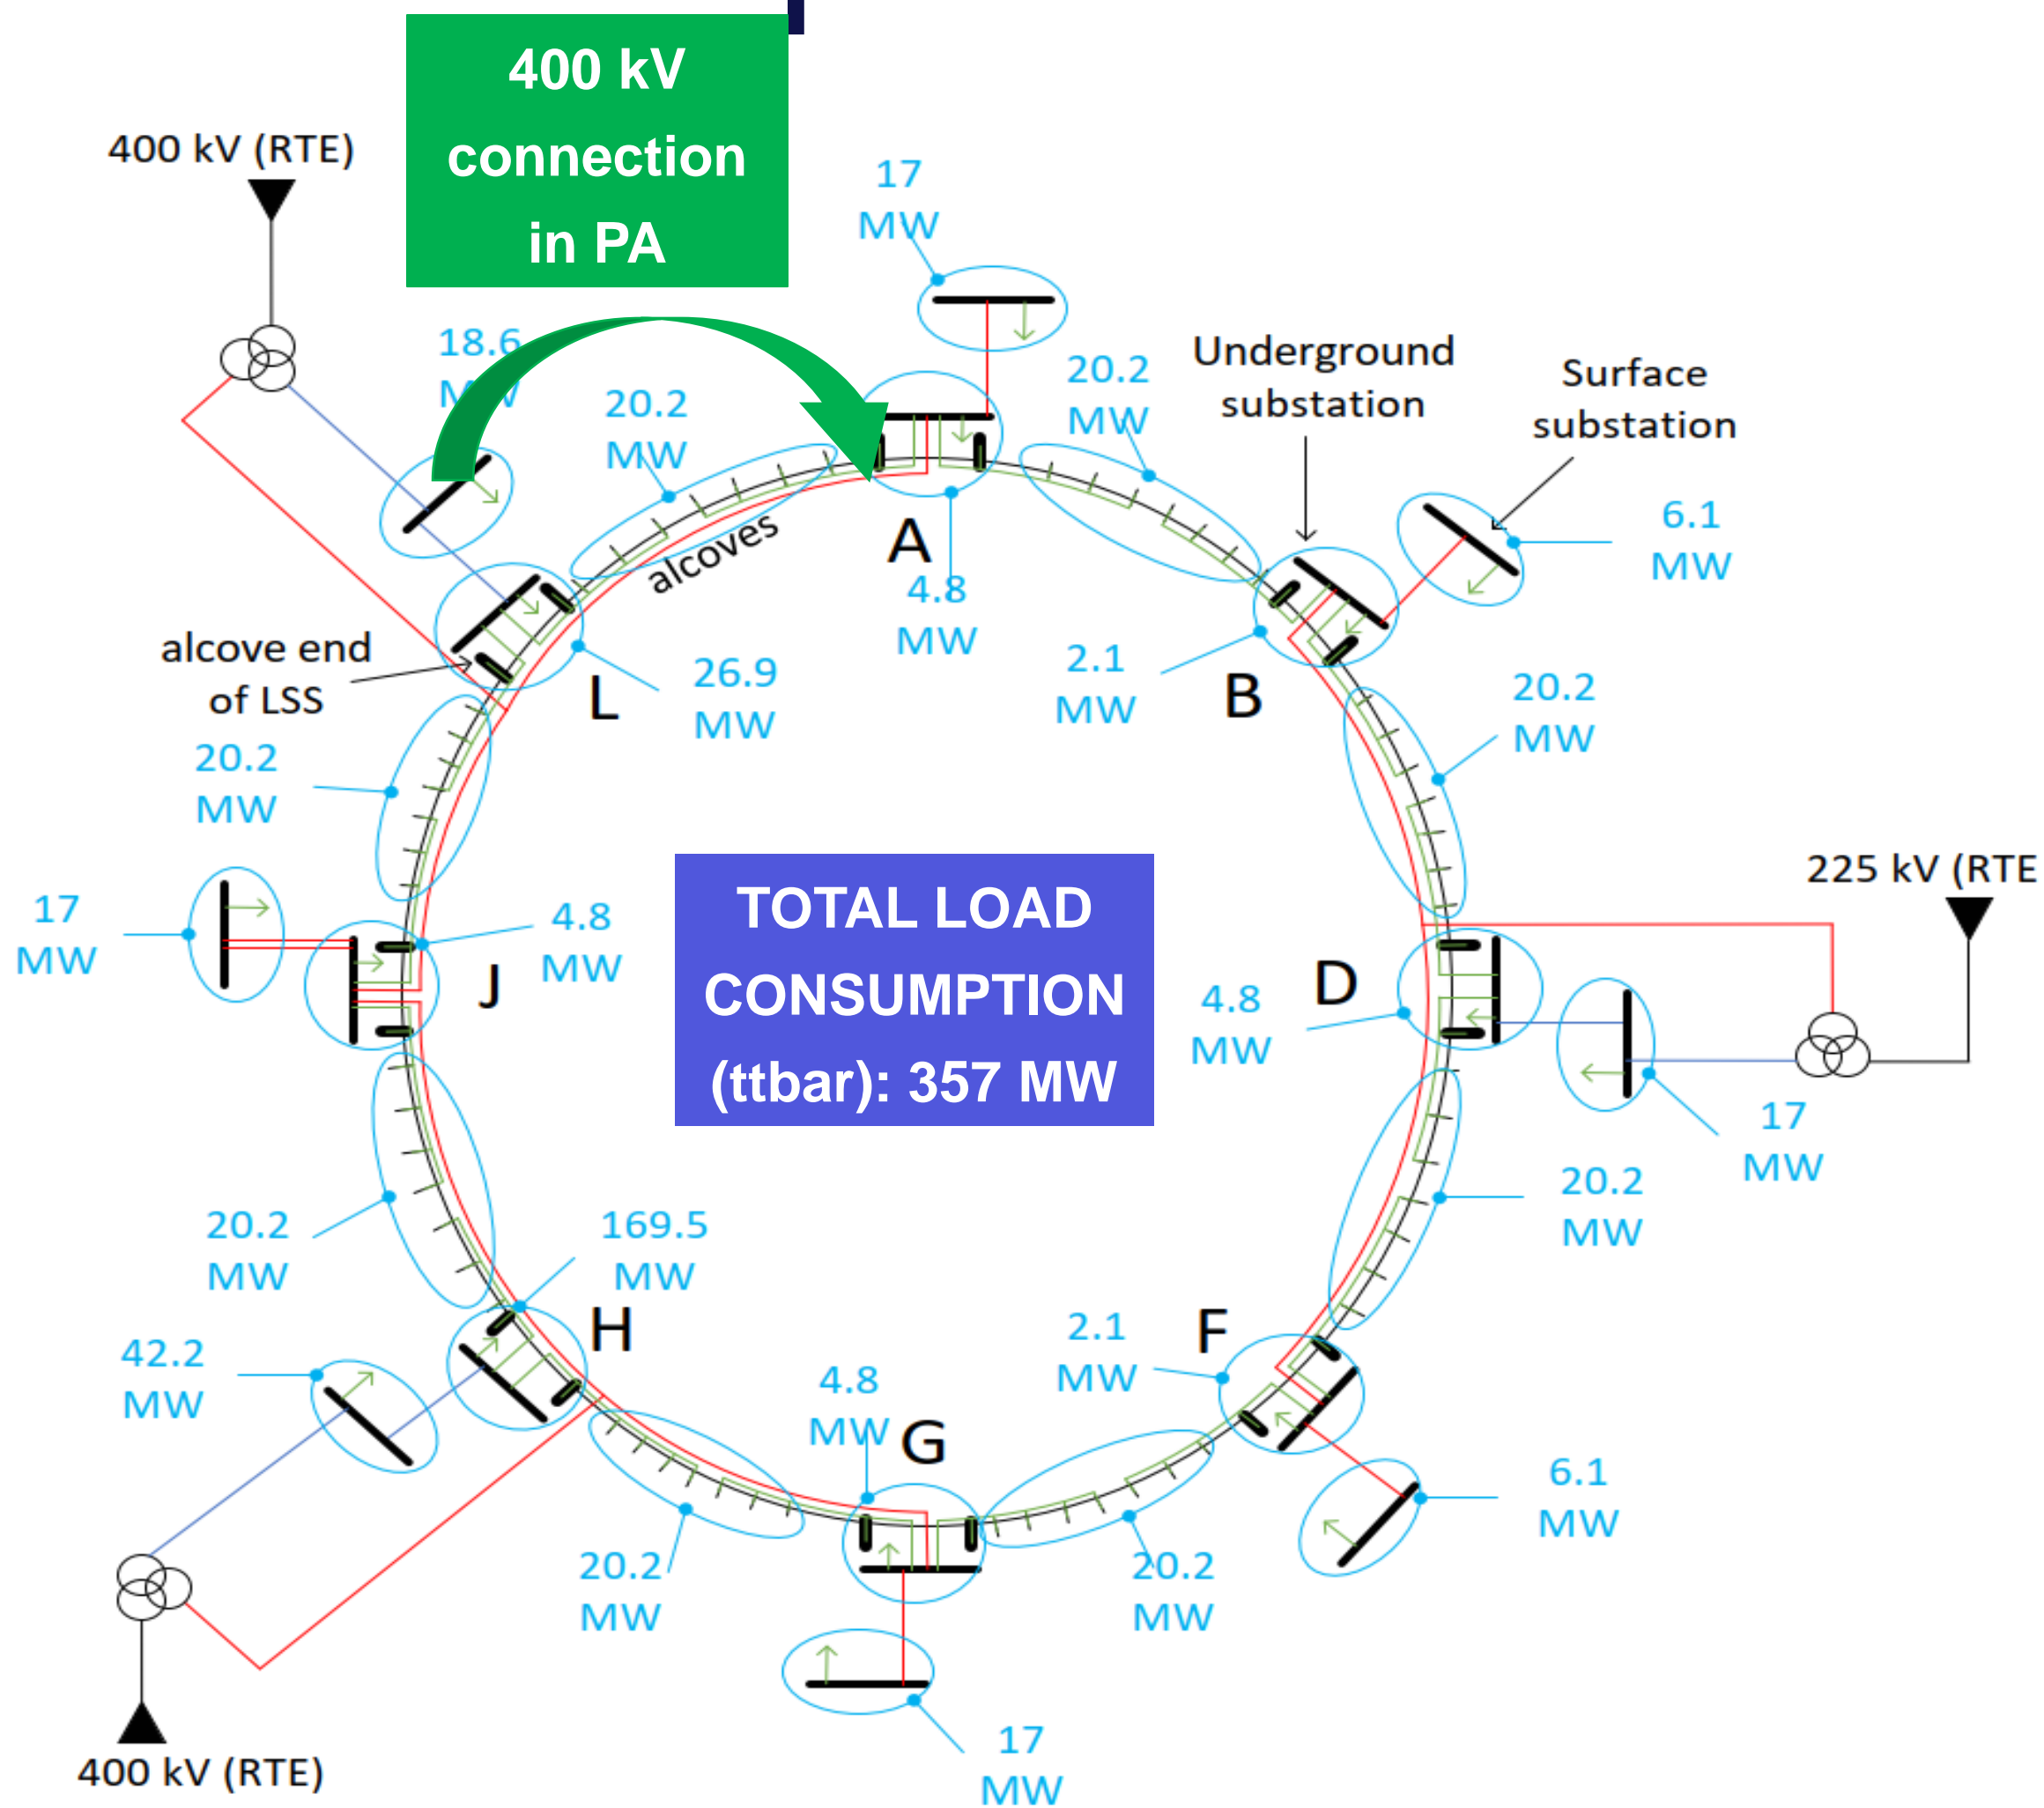 400 kV
connection
in PA
400 kV (RTE)
17
MW
18.6
MW
20.2
MW
20.2
MW
Underground
substation
Surface
substation
6.1
MW
alcoves
A
4.8
MW
2.1
MW
B
alcove end
of LSS
L
26.9
MW
20.2
MW
20.2
MW
17
MW
4.8
MW
J
TOTAL LOAD
CONSUMPTION
(ttbar): 357 MW
225 kV (RTE
D
4.8
MW
17
MW
20.2
MW
20.2
MW
169.5
MW
H
42.2
MW
4.8
MW
G
2.1
MW
F
6.1
MW
20.2
MW
20.2
MW
17
MW
400 kV (RTE)